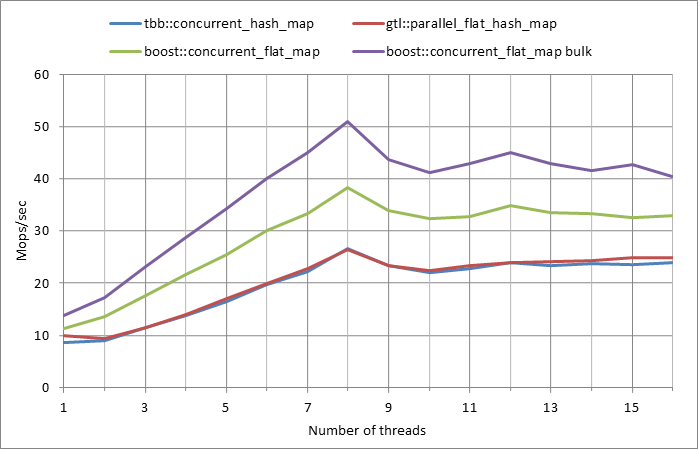 tbb::concurrent_hash_map gtl::parallel_flat_hash_map
boost::concurrent_flat_map boost::concurrent_flat_map bulk
60
50
40
30
20
10
0
Mops/sec
1 3 5 7 9 11 13 15
Number of threads